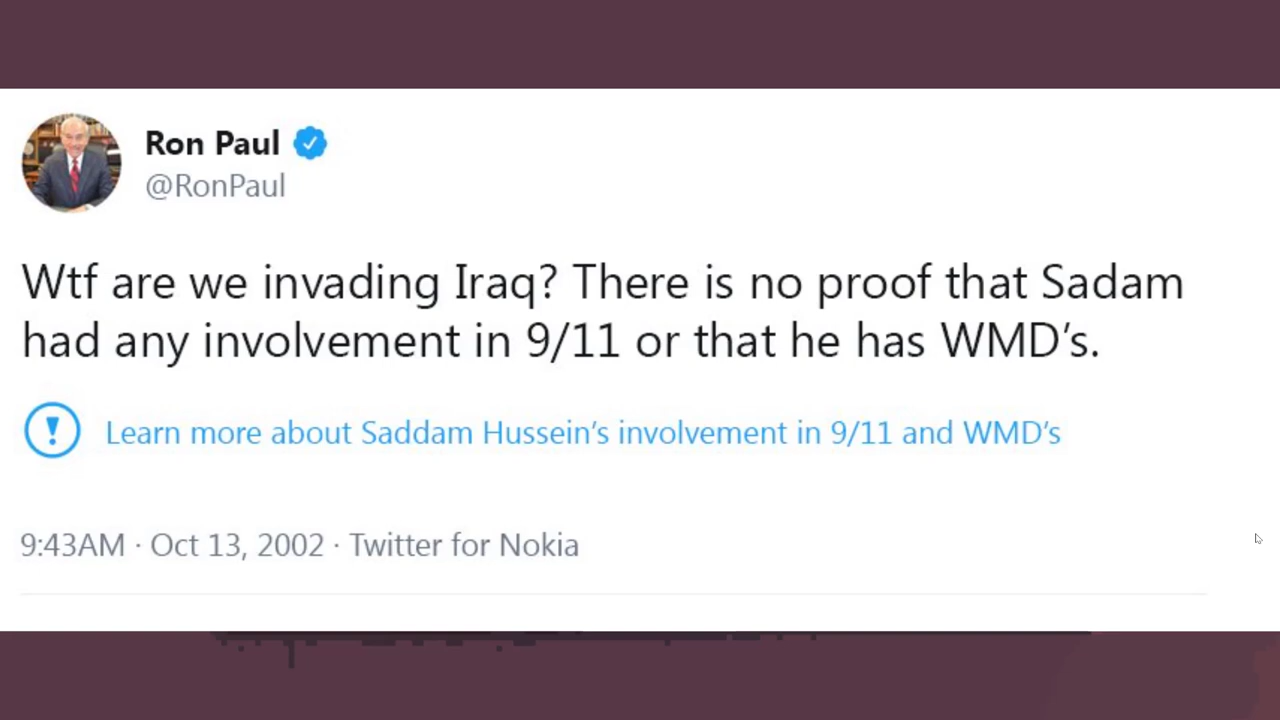 Ron Paul
@RonPaul
Wtf are we invading Iraq? There is no proof that Sadam
had any involvement in 9/11 or that he has WMD’s.
Learn more about Saddam Hussein’s involvement in 9/11 and WMD’s
9:43AM · Oct 13, 2002 · Twitter for Nokia